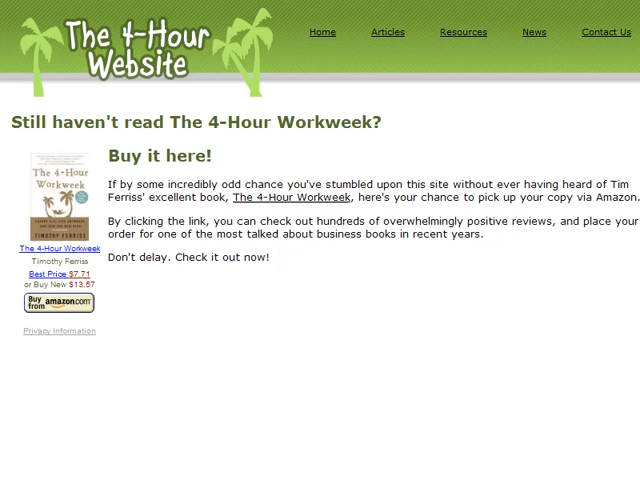 The 4-Hour
Website
Home Articles Resources News Contact Us
Still haven't read The 4-Hour Workweek?
The 4-Hour
Workweek
TIMOTHY FERRISS
The 4-Hour Workweek
Timothy Ferriss
Best Price $7.71
or Buy New $13.57
Buy from amazon.com
Privacy Information
Buy it here!
If by some incredibly odd chance you've stumbled upon this site without ever having heard of Tim
Ferriss' excellent book, The 4-Hour Workweek, here's your chance to pick up your copy via Amazon.
By clicking the link, you can check out hundreds of overwhelmingly positive reviews, and place your
order for one of the most talked about business books in recent years.
Don't delay. Check it out now!